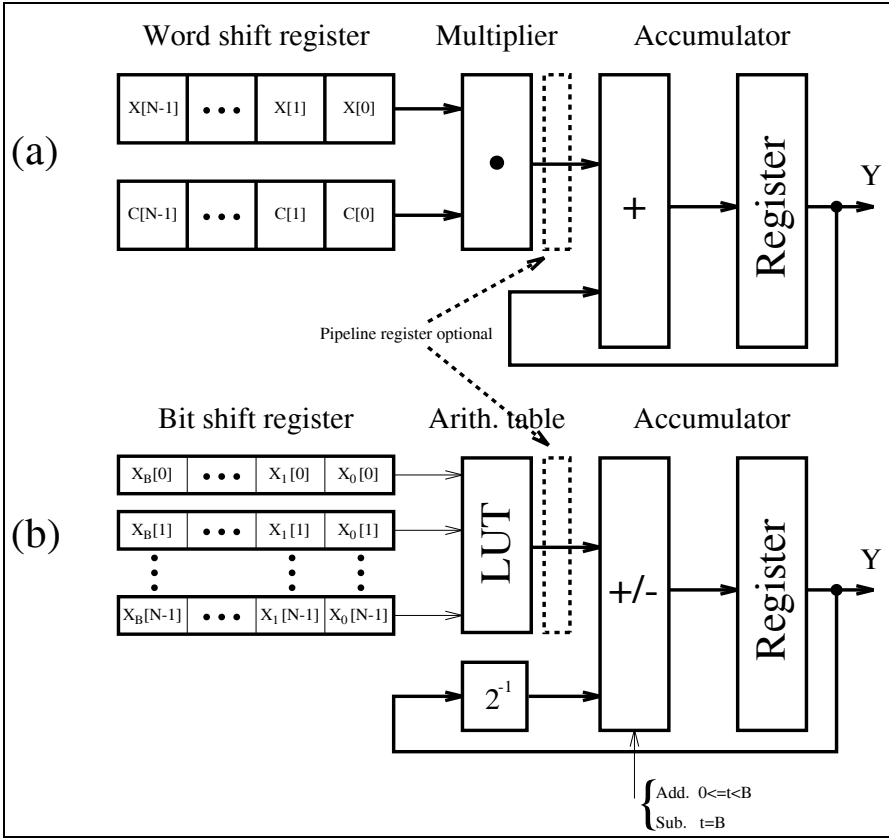 Word shift register Multiplier Accumulator
(a)
X[N-1] • • • X[1] X[0]
C[N-1] • • • C[1] C[0]
•
+
Register
Y
Pipeline register optional
Bit shift register Arith. table Accumulator
(b)
X_B[0] • • • X_1[0] X_0[0]
X_B[1] • • • X_1[1] X_0[1]
X_B[N-1] • • • X_1[N-1] X_0[N-1]
LUT
+/-
Register
Y
2^-1
Add. 0<=t<B
Sub. t=B